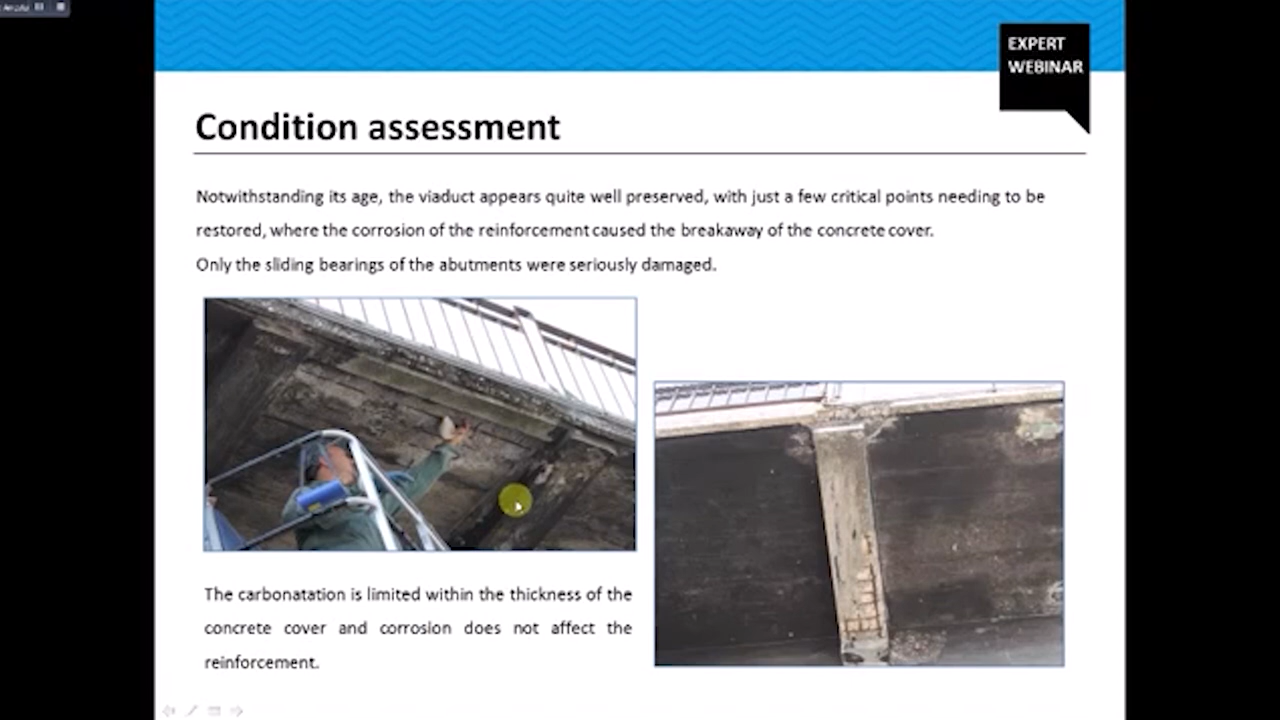 EXPERT
WEBINAR
Condition assessment
Notwithstanding its age, the viaduct appears quite well preserved, with just a few critical points needing to be
restored, where the corrosion of the reinforcement caused the breakaway of the concrete cover.
Only the sliding bearings of the abutments were seriously damaged.
The carbonatation is limited within the thickness of the
concrete cover and corrosion does not affect the
reinforcement.